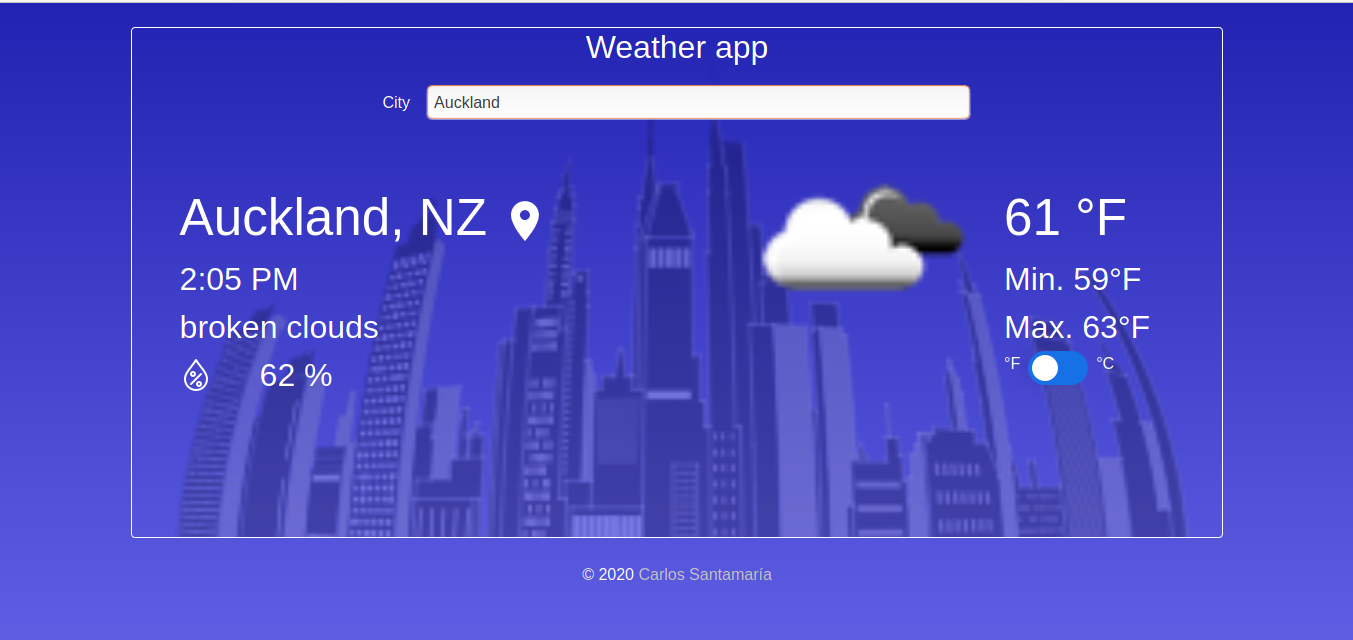 Weather app
City
Auckland
Auckland, NZ
2:05 PM
broken clouds
62 %
61 °F
Min. 59°F
Max. 63°F
°F °C
© 2020 Carlos Santamaría